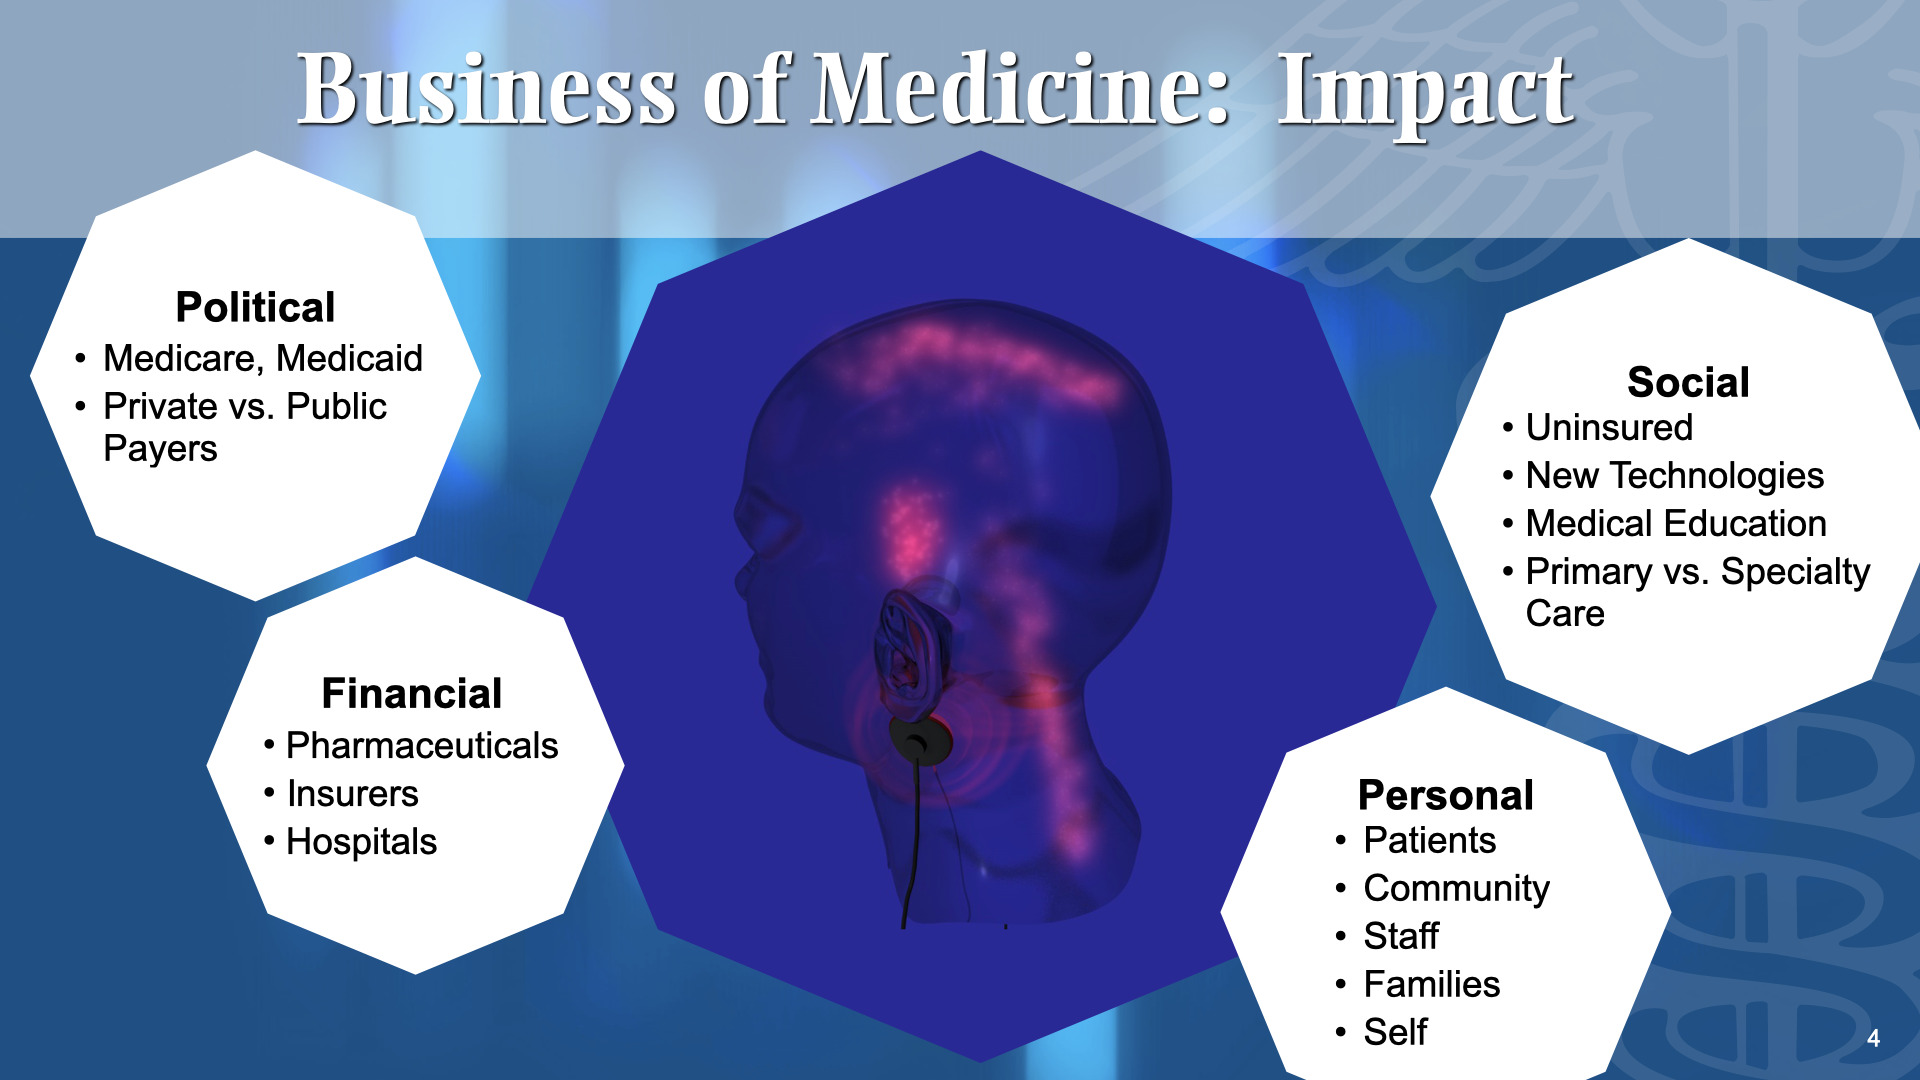 Business of Medicine:  Impact
Political
• Medicare, Medicaid
• Private vs. Public
Payers
Financial
• Pharmaceuticals
• Insurers
• Hospitals
Social
• Uninsured
• New Technologies
• Medical Education
• Primary vs. Specialty
Care
Personal
• Patients
• Community
• Staff
• Families
• Self
4